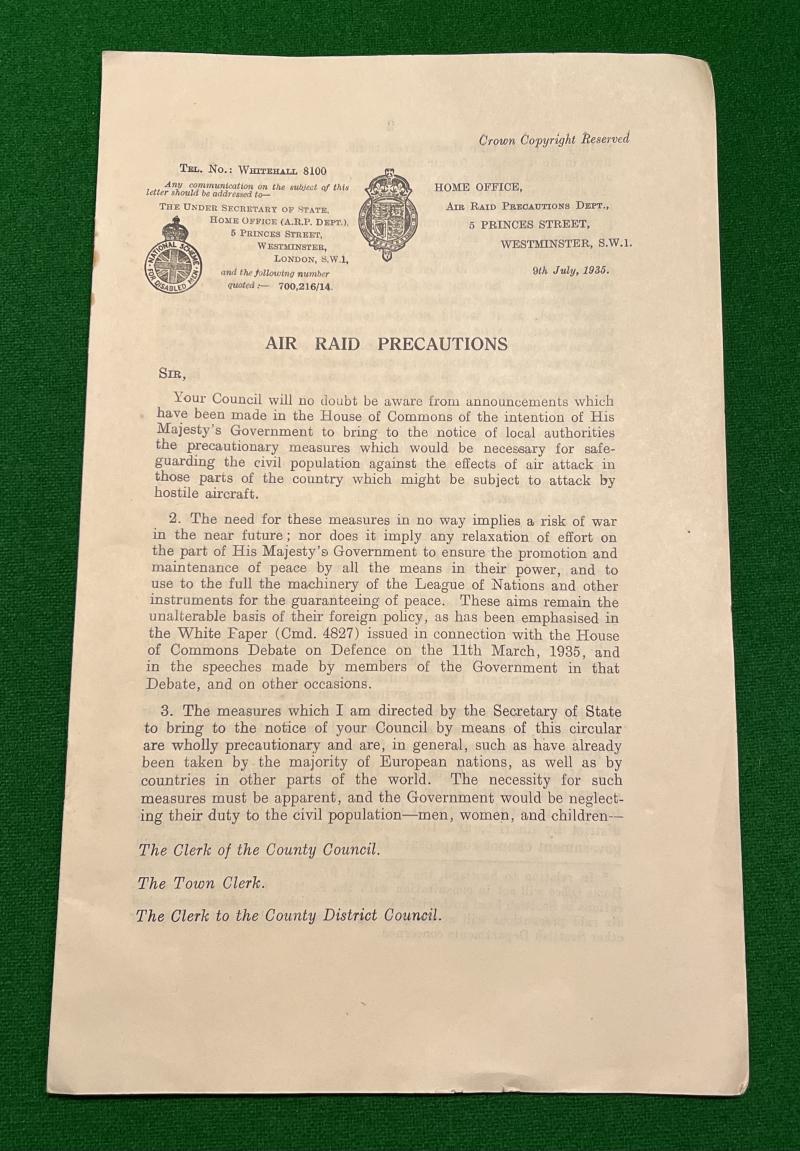 Crown Copyright Reserved
TEL. No.: WHITEHALL 8100
Any communication on the subject of this
letter should be addressed to—
THE UNDER SECRETARY OF STATE,
HOME OFFICE (A.R.P. DEPT.),
5 PRINCES STREET,
WESTMINSTER,
LONDON, S.W.1,
and the following number
quoted :— 700,216/14.
NATIONAL SCHEME
FOR DISABLED MEN
HOME OFFICE,
AIR RAID PRECAUTIONS DEPT.,
5 PRINCES STREET,
WESTMINSTER, S.W.1.
9th July, 1935.
AIR RAID PRECAUTIONS
SIR,
Your Council will no doubt be aware from announcements which
have been made in the House of Commons of the intention of His
Majesty's Government to bring to the notice of local authorities
the precautionary measures which would be necessary for safe-
guarding the civil population against the effects of air attack in
those parts of the country which might be subject to attack by
hostile aircraft.
2. The need for these measures in no way implies a risk of war
in the near future; nor does it imply any relaxation of effort on
the part of His Majesty's Government to ensure the promotion and
maintenance of peace by all the means in their power, and to
use to the full the machinery of the League of Nations and other
instruments for the guaranteeing of peace. These aims remain the
unalterable basis of their foreign policy, as has been emphasised in
the White Paper (Cmd. 4827) issued in connection with the House
of Commons Debate on Defence on the 11th March, 1935, and
in the speeches made by members of the Government in that
Debate, and on other occasions.
3. The measures which I am directed by the Secretary of State
to bring to the notice of your Council by means of this circular
are wholly precautionary and are, in general, such as have already
been taken by the majority of European nations, as well as by
countries in other parts of the world. The necessity for such
measures must be apparent, and the Government would be neglect-
ing their duty to the civil population—men, women, and children—
The Clerk of the County Council.
The Town Clerk.
The Clerk to the County District Council.